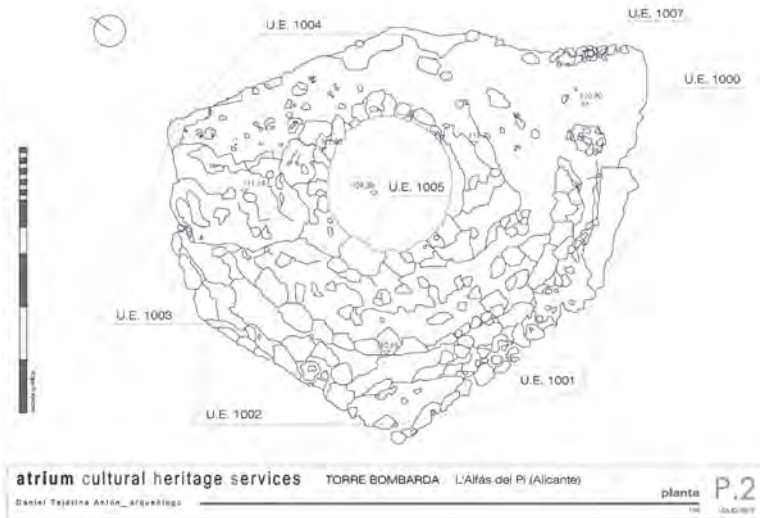 U.E. 1004
U.E. 1007
U.E. 1000
U.E. 1005
U.E. 1003
U.E. 1001
U.E. 1002
atrium cultural heritage services TORRE BOMBARDA L'Alfás del Pi (Alicante)
Daniel Tejerina Antón_arqueólogo
planta P.2